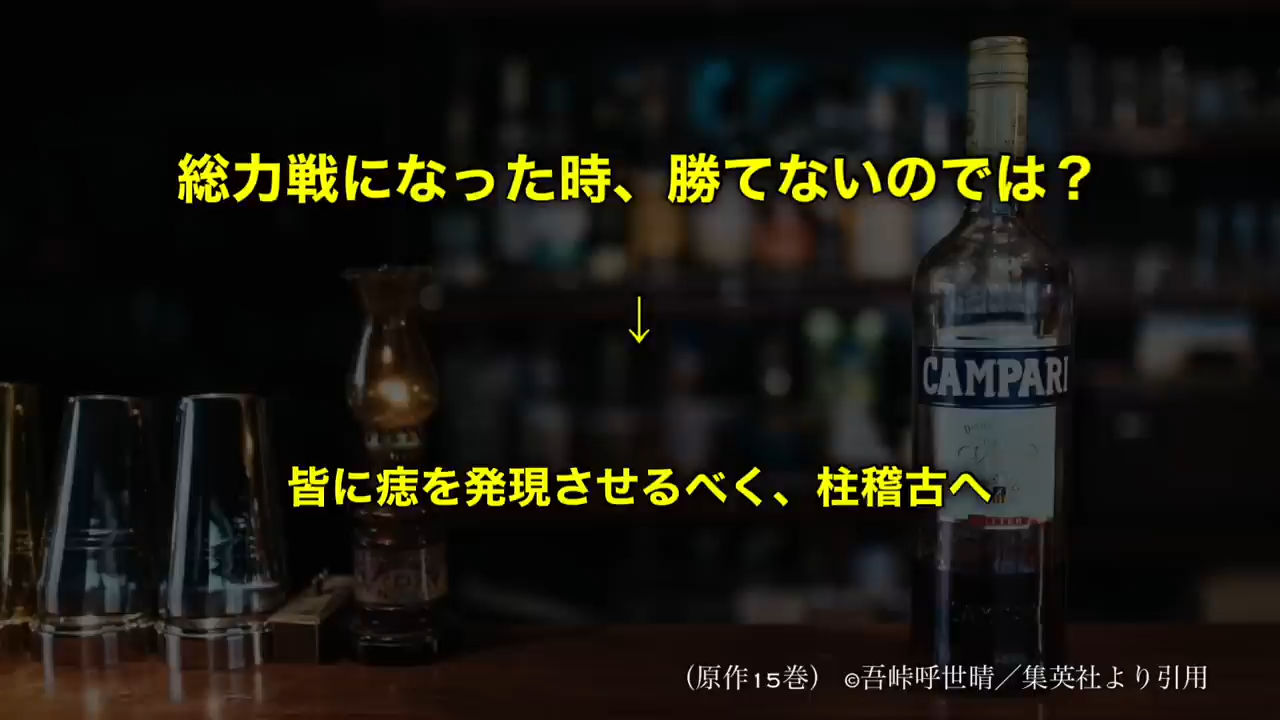 総力戦になった時、勝てないのでは？
↓
CAMPARI
皆に痣を発現させるべく、柱稽古へ
（原作15巻） ©吾峠呼世晴／集英社より引用